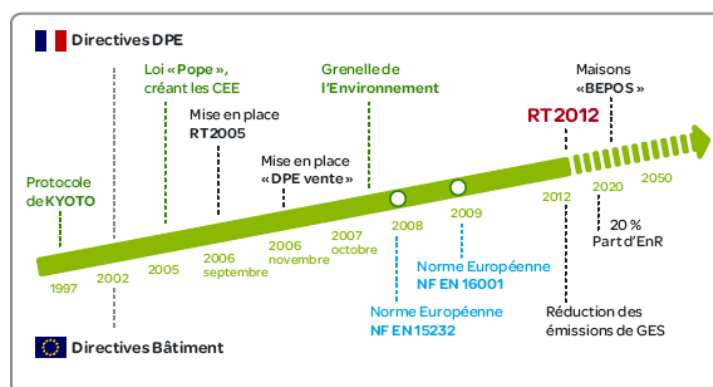 Directives DPE
Loi «Pope»,
créant les CEE
Grenelle de
l'Environnement
Maisons
«BEPOS»
Mise en place
RT2005
RT2012
Mise en place
«DPE vente»
Protocole
de KYOTO
1997
2002
2005
2006
septembre
2006
novembre
2007
octobre
2008
2009
2012
2020
2050
20 %
Part d'EnR
Norme Européenne
NF EN 16001
Norme Européenne
NF EN 15232
Réduction des
émissions de GES
Directives Bâtiment